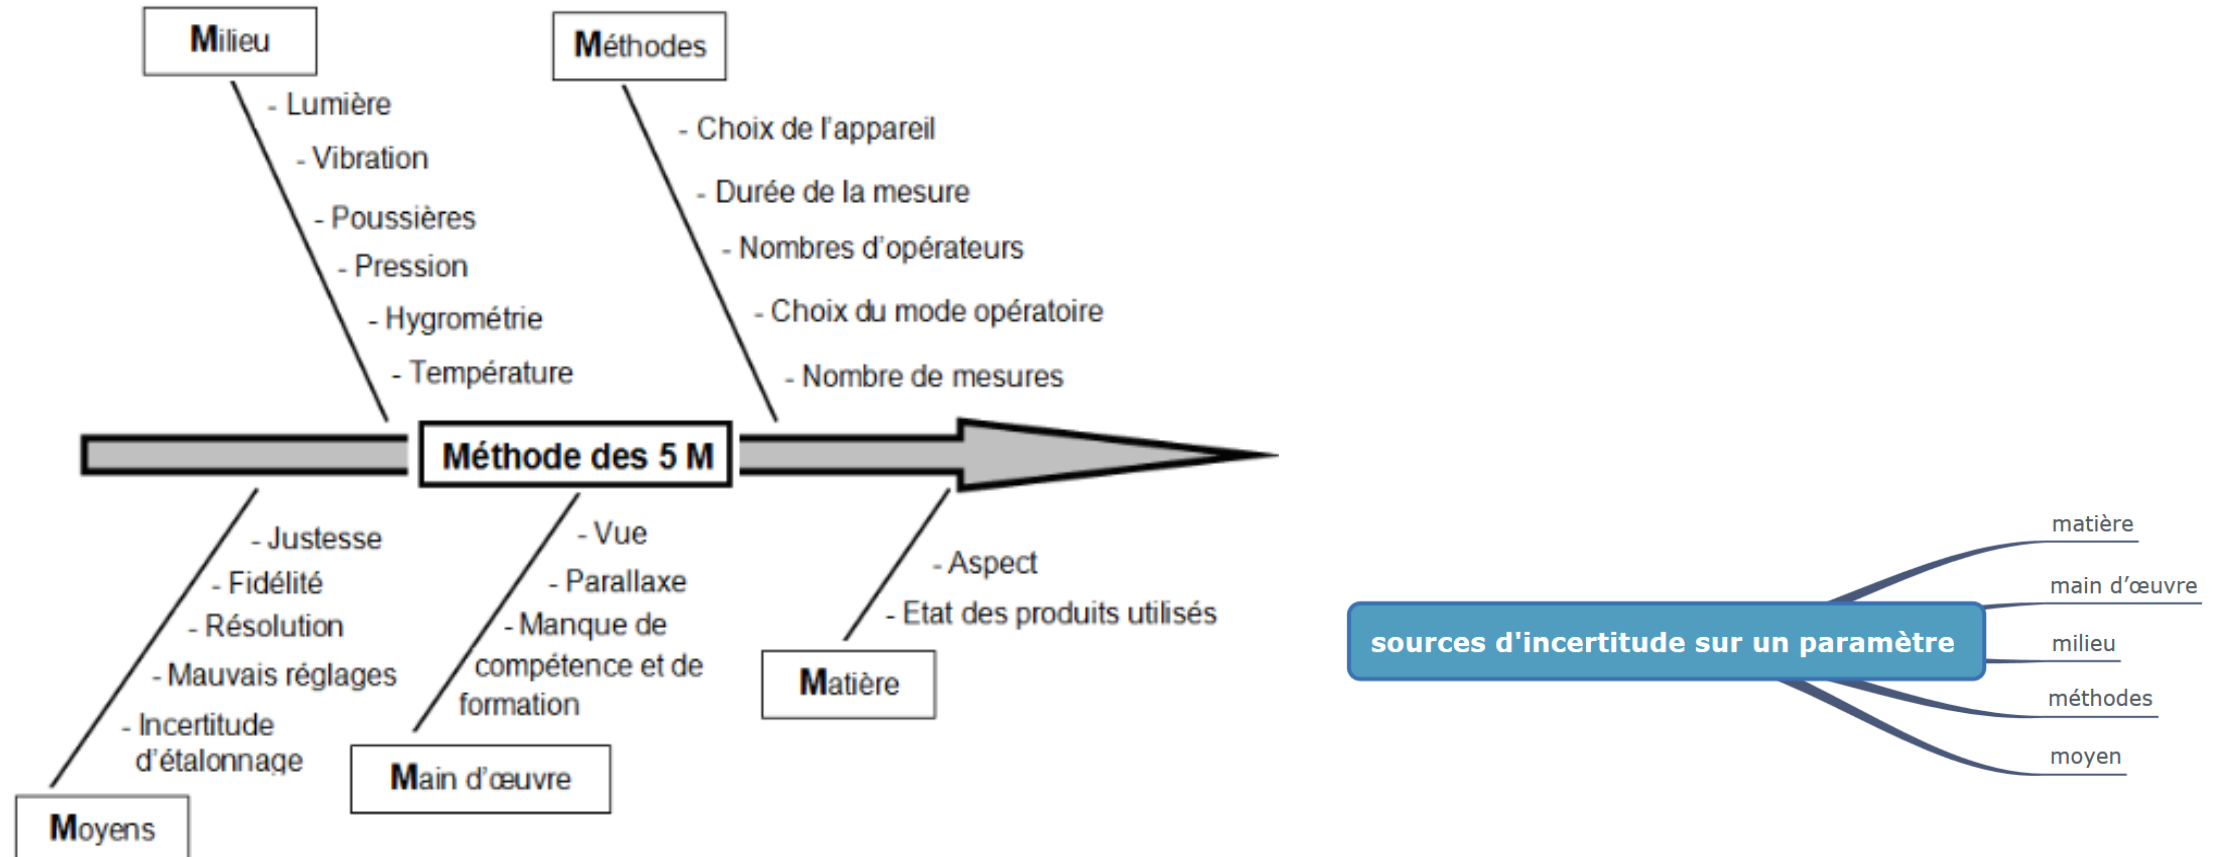 Milieu
- Lumière
- Vibration
- Poussières
- Pression
- Hygrométrie
- Température
Méthodes
- Choix de l'appareil
- Durée de la mesure
- Nombres d'opérateurs
- Choix du mode opératoire
- Nombre de mesures
Méthode des 5 M
- Justesse
- Fidélité
- Résolution
- Mauvais réglages
- Incertitude
d'étalonnage
Moyens
- Vue
- Parallaxe
- Manque de
compétence et de
formation
Main d'œuvre
- Aspect
- Etat des produits utilisés
Matière
sources d'incertitude sur un paramètre
matière
main d’œuvre
milieu
méthodes
moyen